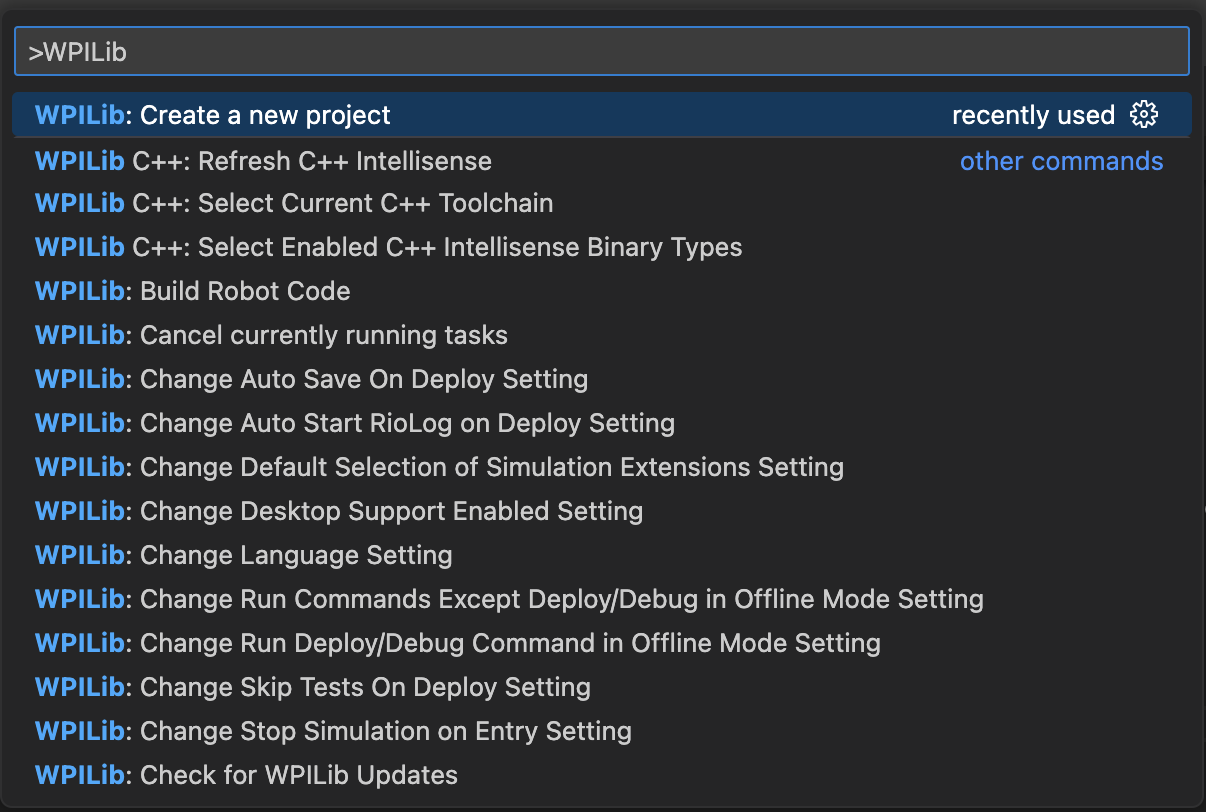 >WPILib
WPILib: Create a new project recently used
WPILib C++: Refresh C++ Intellisense other commands
WPILib C++: Select Current C++ Toolchain
WPILib C++: Select Enabled C++ Intellisense Binary Types
WPILib: Build Robot Code
WPILib: Cancel currently running tasks
WPILib: Change Auto Save On Deploy Setting
WPILib: Change Auto Start RioLog on Deploy Setting
WPILib: Change Default Selection of Simulation Extensions Setting
WPILib: Change Desktop Support Enabled Setting
WPILib: Change Language Setting
WPILib: Change Run Commands Except Deploy/Debug in Offline Mode Setting
WPILib: Change Run Deploy/Debug Command in Offline Mode Setting
WPILib: Change Skip Tests On Deploy Setting
WPILib: Change Stop Simulation on Entry Setting
WPILib: Check for WPILib Updates